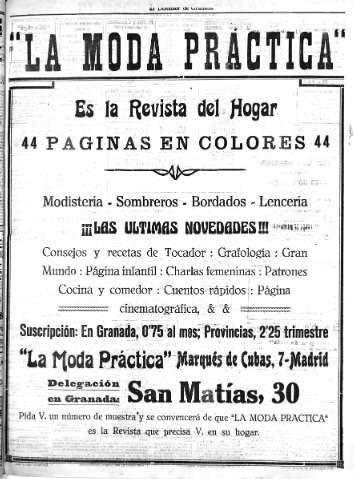 El Defensor de Granada
"LA MODA PRÁCTICA"
Es la Revista del Hogar
44 PAGINAS EN COLORES 44
Modistería - Sombreros - Bordados - Lencería
¡¡¡LAS ULTIMAS NOVEDADES!!!
Consejos y recetas de Tocador : Grafología : Gran
Mundo : Página infantil : Charlas femeninas : Patrones
Cocina y comedor : Cuentos rápidos : Página
cinematográfica, & &
Suscripción: En Granada, 0'75 al mes; Provincias, 2'25 trimestre
"La Moda Práctica" Marqués de Cubas, 7-Madrid
Delegación
en Granada: San Matías, 30
Pida V. un número de muestra y se convencerá de que "LA MODA PRACTICA"
es la Revista que precisa V. en su hogar.